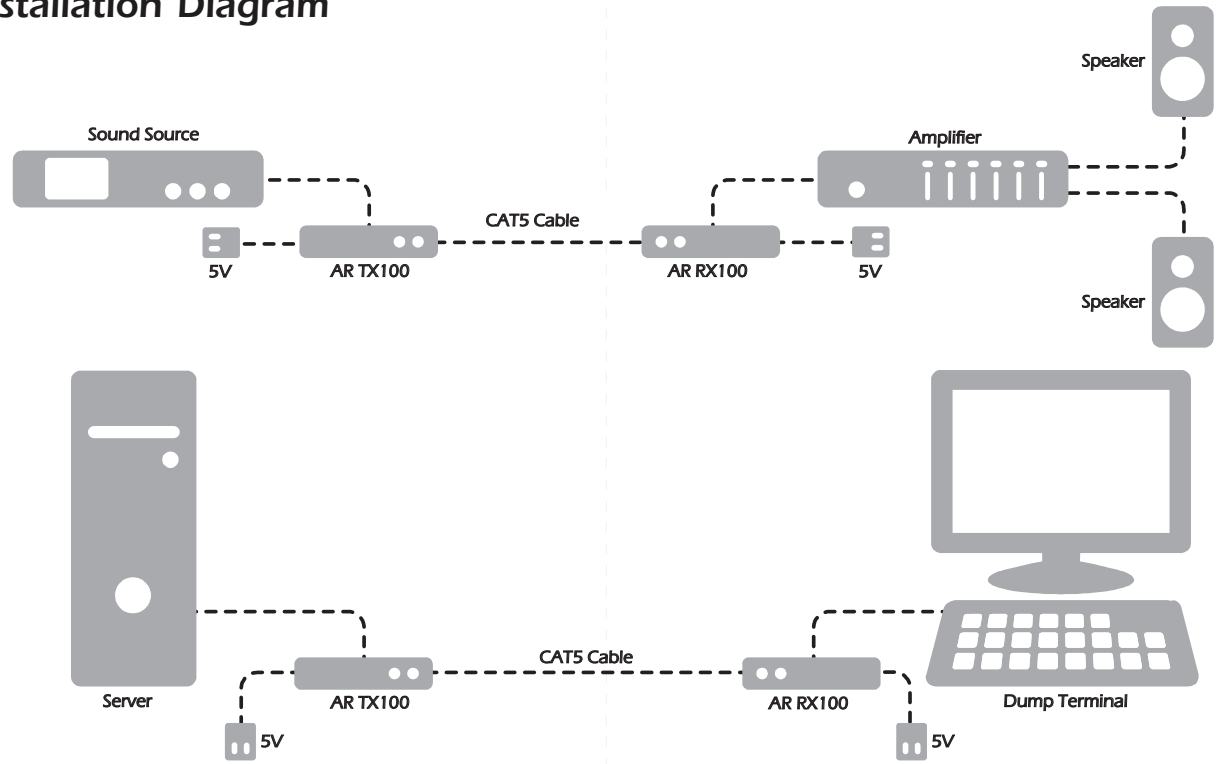 Diagram
Speaker
Sound Source
Amplifier
CAT5 Cable
5V
AR TX100
AR RX100
5V
Speaker
CAT5 Cable
Server
AR TX100
AR RX100
Dump Terminal
5V
5V